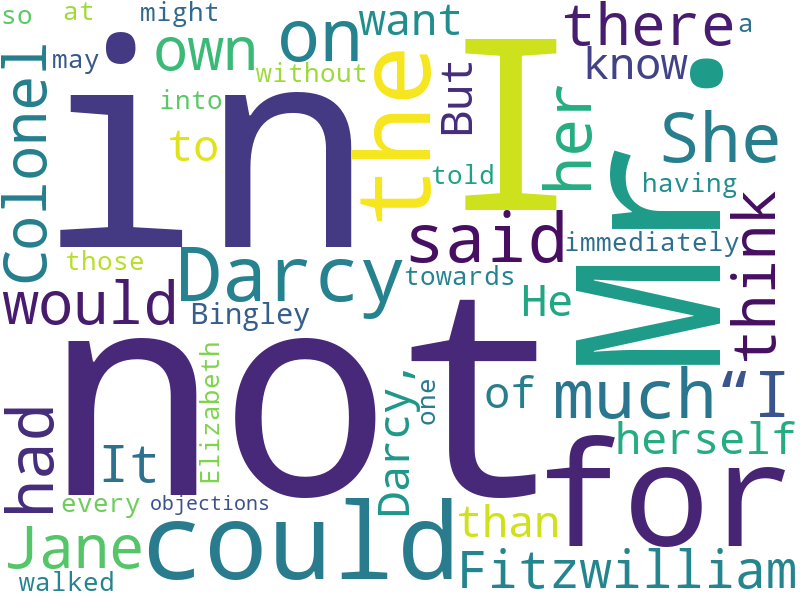 so
at
might
may
own
on
want
there
a
know
without
into
to
Colonel
in
the
But
I
her
Mr.
She
told
having
those
said
immediately
think
Darcy
towards
would
Bingley
He
not
Elizabeth
Darcy,
one
of
much
“I
had
It
herself
every
objections
for
Jane
could
than
walked
Fitzwilliam